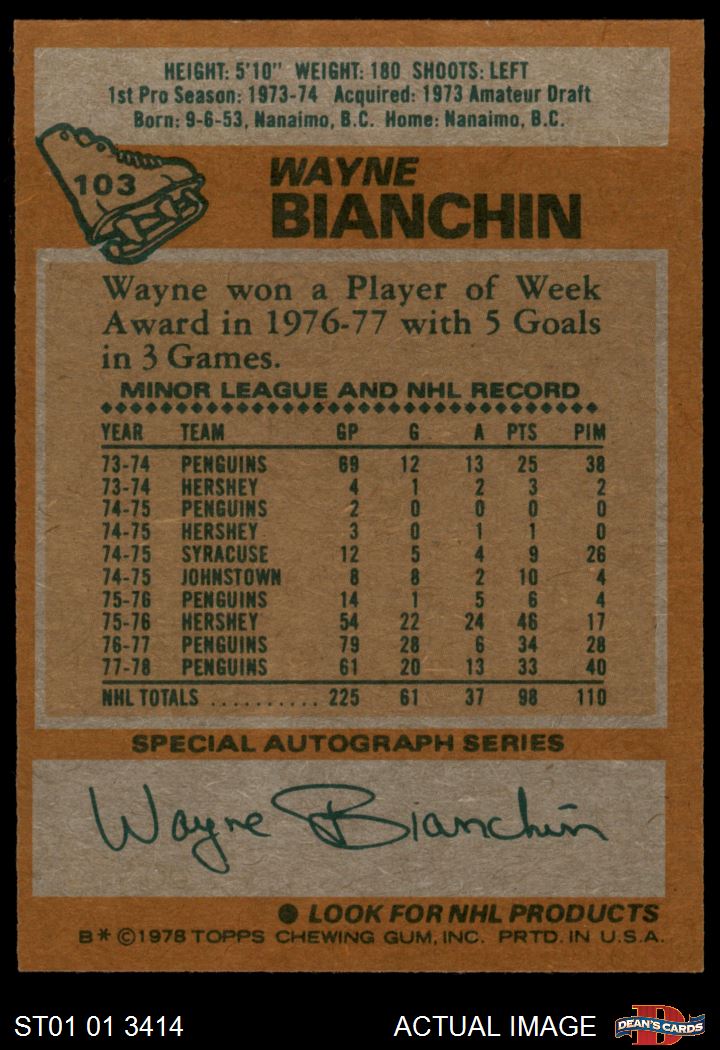 HEIGHT: 5'10" WEIGHT: 180 SHOOTS: LEFT
1st Pro Season: 1973-74 Acquired: 1973 Amateur Draft
Born: 9-6-53, Nanaimo, B.C. Home: Nanaimo, B.C.
103
WAYNE
BIANCHIN
Wayne won a Player of Week
Award in 1976-77 with 5 Goals
in 3 Games.
MINOR LEAGUE AND NHL RECORD
YEAR TEAM GP G A PTS PIM
73-74 PENGUINS 69 12 13 25 38
73-74 HERSHEY 4 1 2 3 2
74-75 PENGUINS 2 0 0 0 0
74-75 HERSHEY 3 0 1 1 0
74-75 SYRACUSE 12 5 4 9 26
74-75 JOHNSTOWN 8 8 2 10 4
75-76 PENGUINS 14 1 5 6 4
75-76 HERSHEY 54 22 24 46 17
76-77 PENGUINS 79 28 6 34 28
77-78 PENGUINS 61 20 13 33 40
NHL TOTALS .......... 225 61 37 98 110
SPECIAL AUTOGRAPH SERIES
Wayne Bianchin
● LOOK FOR NHL PRODUCTS
B* ©1978 TOPPS CHEWING GUM, INC. PRTD. IN U.S.A.
ST01 01 3414 ACTUAL IMAGE DEAN'S CARDS